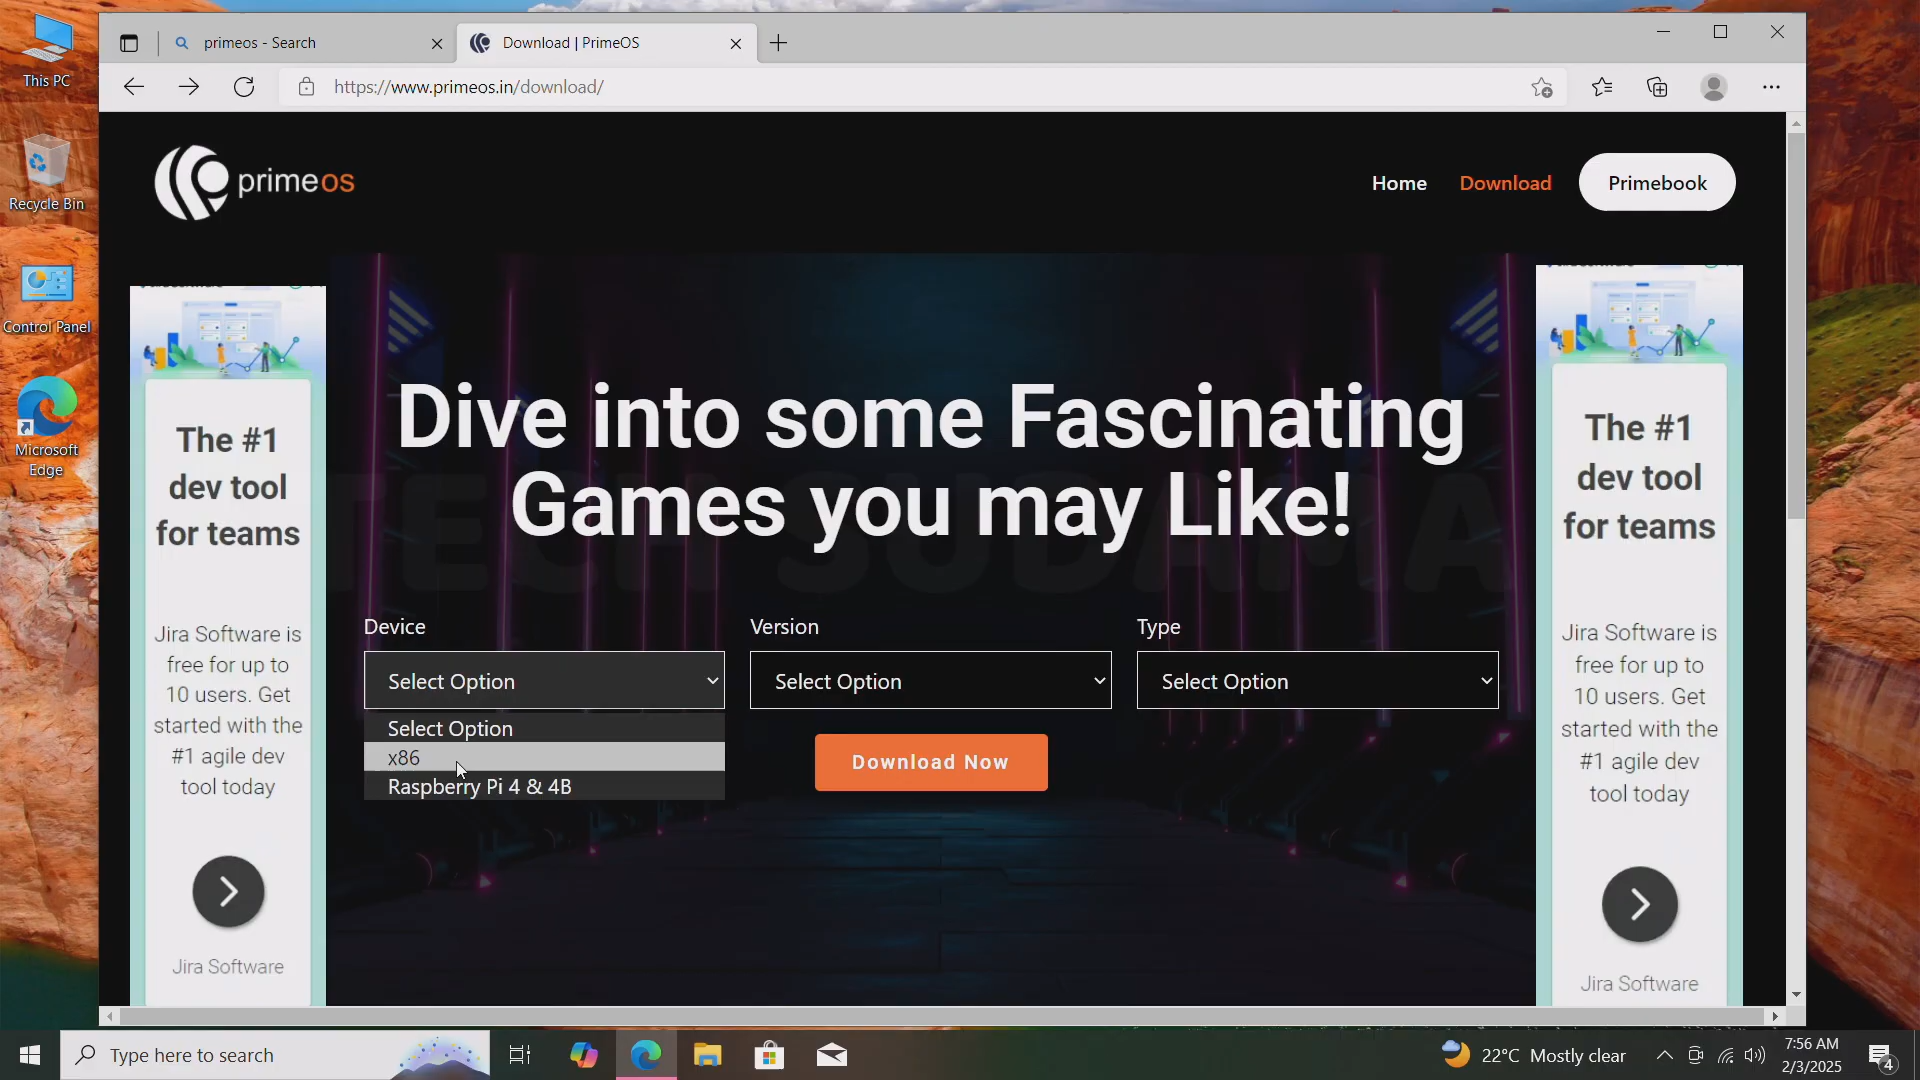 This PC
Recycle Bin
Control Panel
Microsoft
Edge
primeos - Search
Download | PrimeOS
https://www.primeos.in/download/
primeos
Home
Download
Primebook
Dive into some Fascinating
Games you may Like!
TECH SUDAMA
The #1
dev tool
for teams
Jira Software is
free for up to
10 users. Get
started with the
#1 agile dev
tool today
Jira Software
Device
Select Option
Select Option
x86
Raspberry Pi 4 & 4B
Version
Select Option
Type
Select Option
Download Now
The #1
dev tool
for teams
Jira Software is
free for up to
10 users. Get
started with the
#1 agile dev
tool today
Jira Software
Type here to search
22°C Mostly clear
7:56 AM
2/3/2025
4